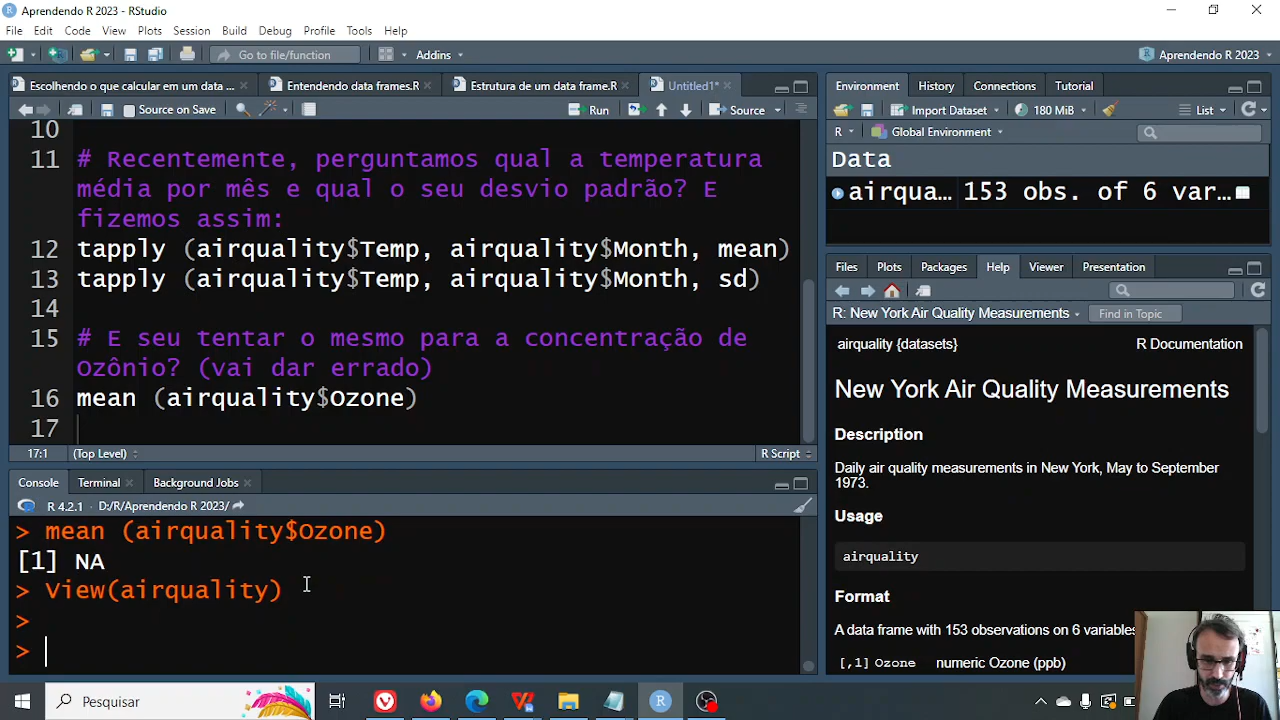 Aprendendo R 2023 - RStudio
File Edit Code View Plots Session Build Debug Profile Tools Help
Go to file/function Addins Aprendendo R 2023
Escolhendo o que calcular em um data ... Entendendo data frames.R Estrutura de um data frame.R Untitled1*
Source on Save Run Source
10
11 # Recentemente, perguntamos qual a temperatura
média por mês e qual o seu desvio padrão? E
fizemos assim:
12 tapply (airquality$Temp, airquality$Month, mean)
13 tapply (airquality$Temp, airquality$Month, sd)
14
15 # E seu tentar o mesmo para a concentração de
Ozônio? (vai dar errado)
16 mean (airquality$Ozone)
17
17:1 (Top Level) R Script
Console Terminal Background Jobs
R 4.2.1 · D:/R/Aprendendo R 2023/
> mean (airquality$Ozone)
[1] NA
> View(airquality)
>
>
Environment History Connections Tutorial
Import Dataset 180 MiB List
R Global Environment
Data
airqua... 153 obs. of 6 var...
Files Plots Packages Help Viewer Presentation
R: New York Air Quality Measurements Find in Topic
airquality {datasets} R Documentation
New York Air Quality Measurements
Description
Daily air quality measurements in New York, May to September
1973.
Usage
airquality
Format
A data frame with 153 observations on 6 variables
[,1] Ozone numeric Ozone (ppb)
Pesquisar